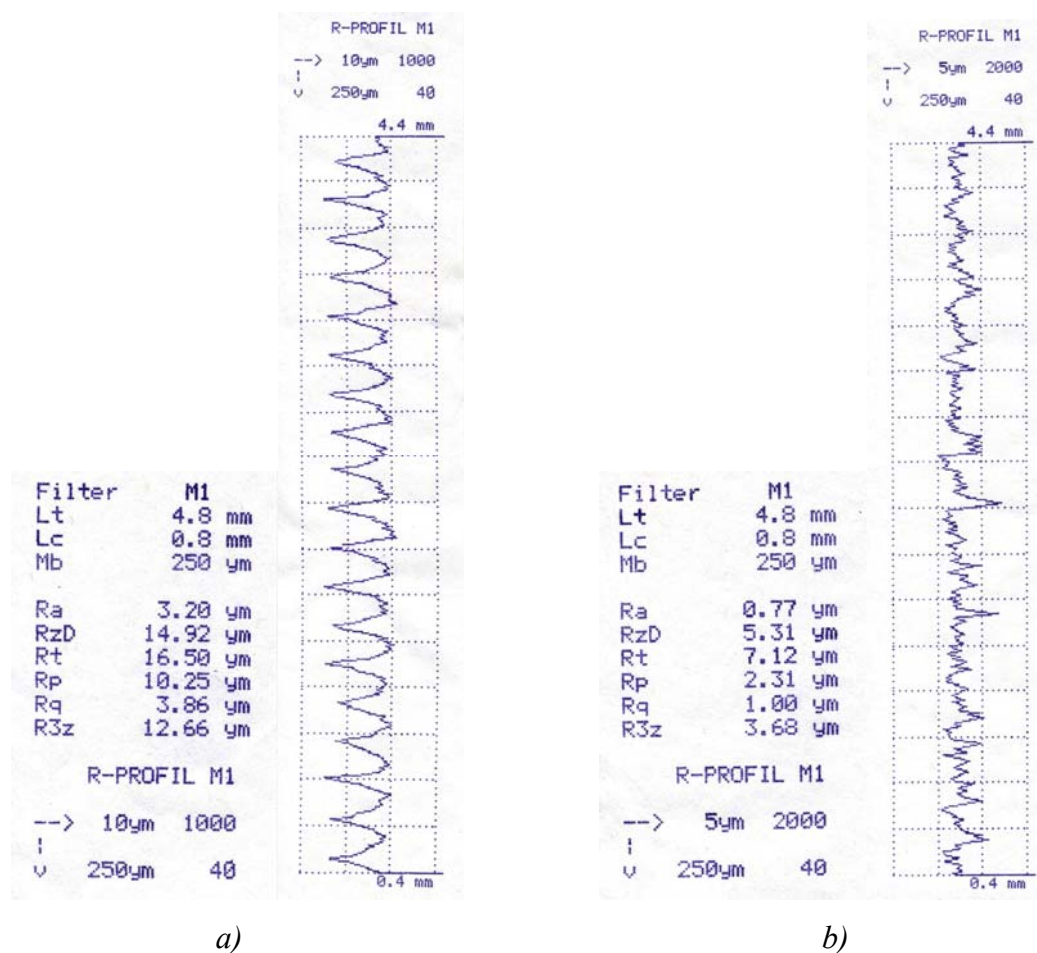 R-PROFIL M1
--> 10ym 1000
250ym 40
4.4 mm
Filter M1
Lt 4.8 mm
Lc 0.8 mm
Mb 250 ym
Ra 3.20 ym
RzD 14.92 ym
Rt 16.50 ym
Rp 10.25 ym
Rq 3.86 ym
R3z 12.66 ym
R-PROFIL M1
--> 10ym 1000
250ym 40
0.4 mm
a)
R-PROFIL M1
--> 5ym 2000
250ym 40
4.4 mm
Filter M1
Lt 4.8 mm
Lc 0.8 mm
Mb 250 ym
Ra 0.77 ym
RzD 5.31 ym
Rt 7.12 ym
Rp 2.31 ym
Rq 1.00 ym
R3z 3.68 ym
R-PROFIL M1
--> 5ym 2000
250ym 40
0.4 mm
b)